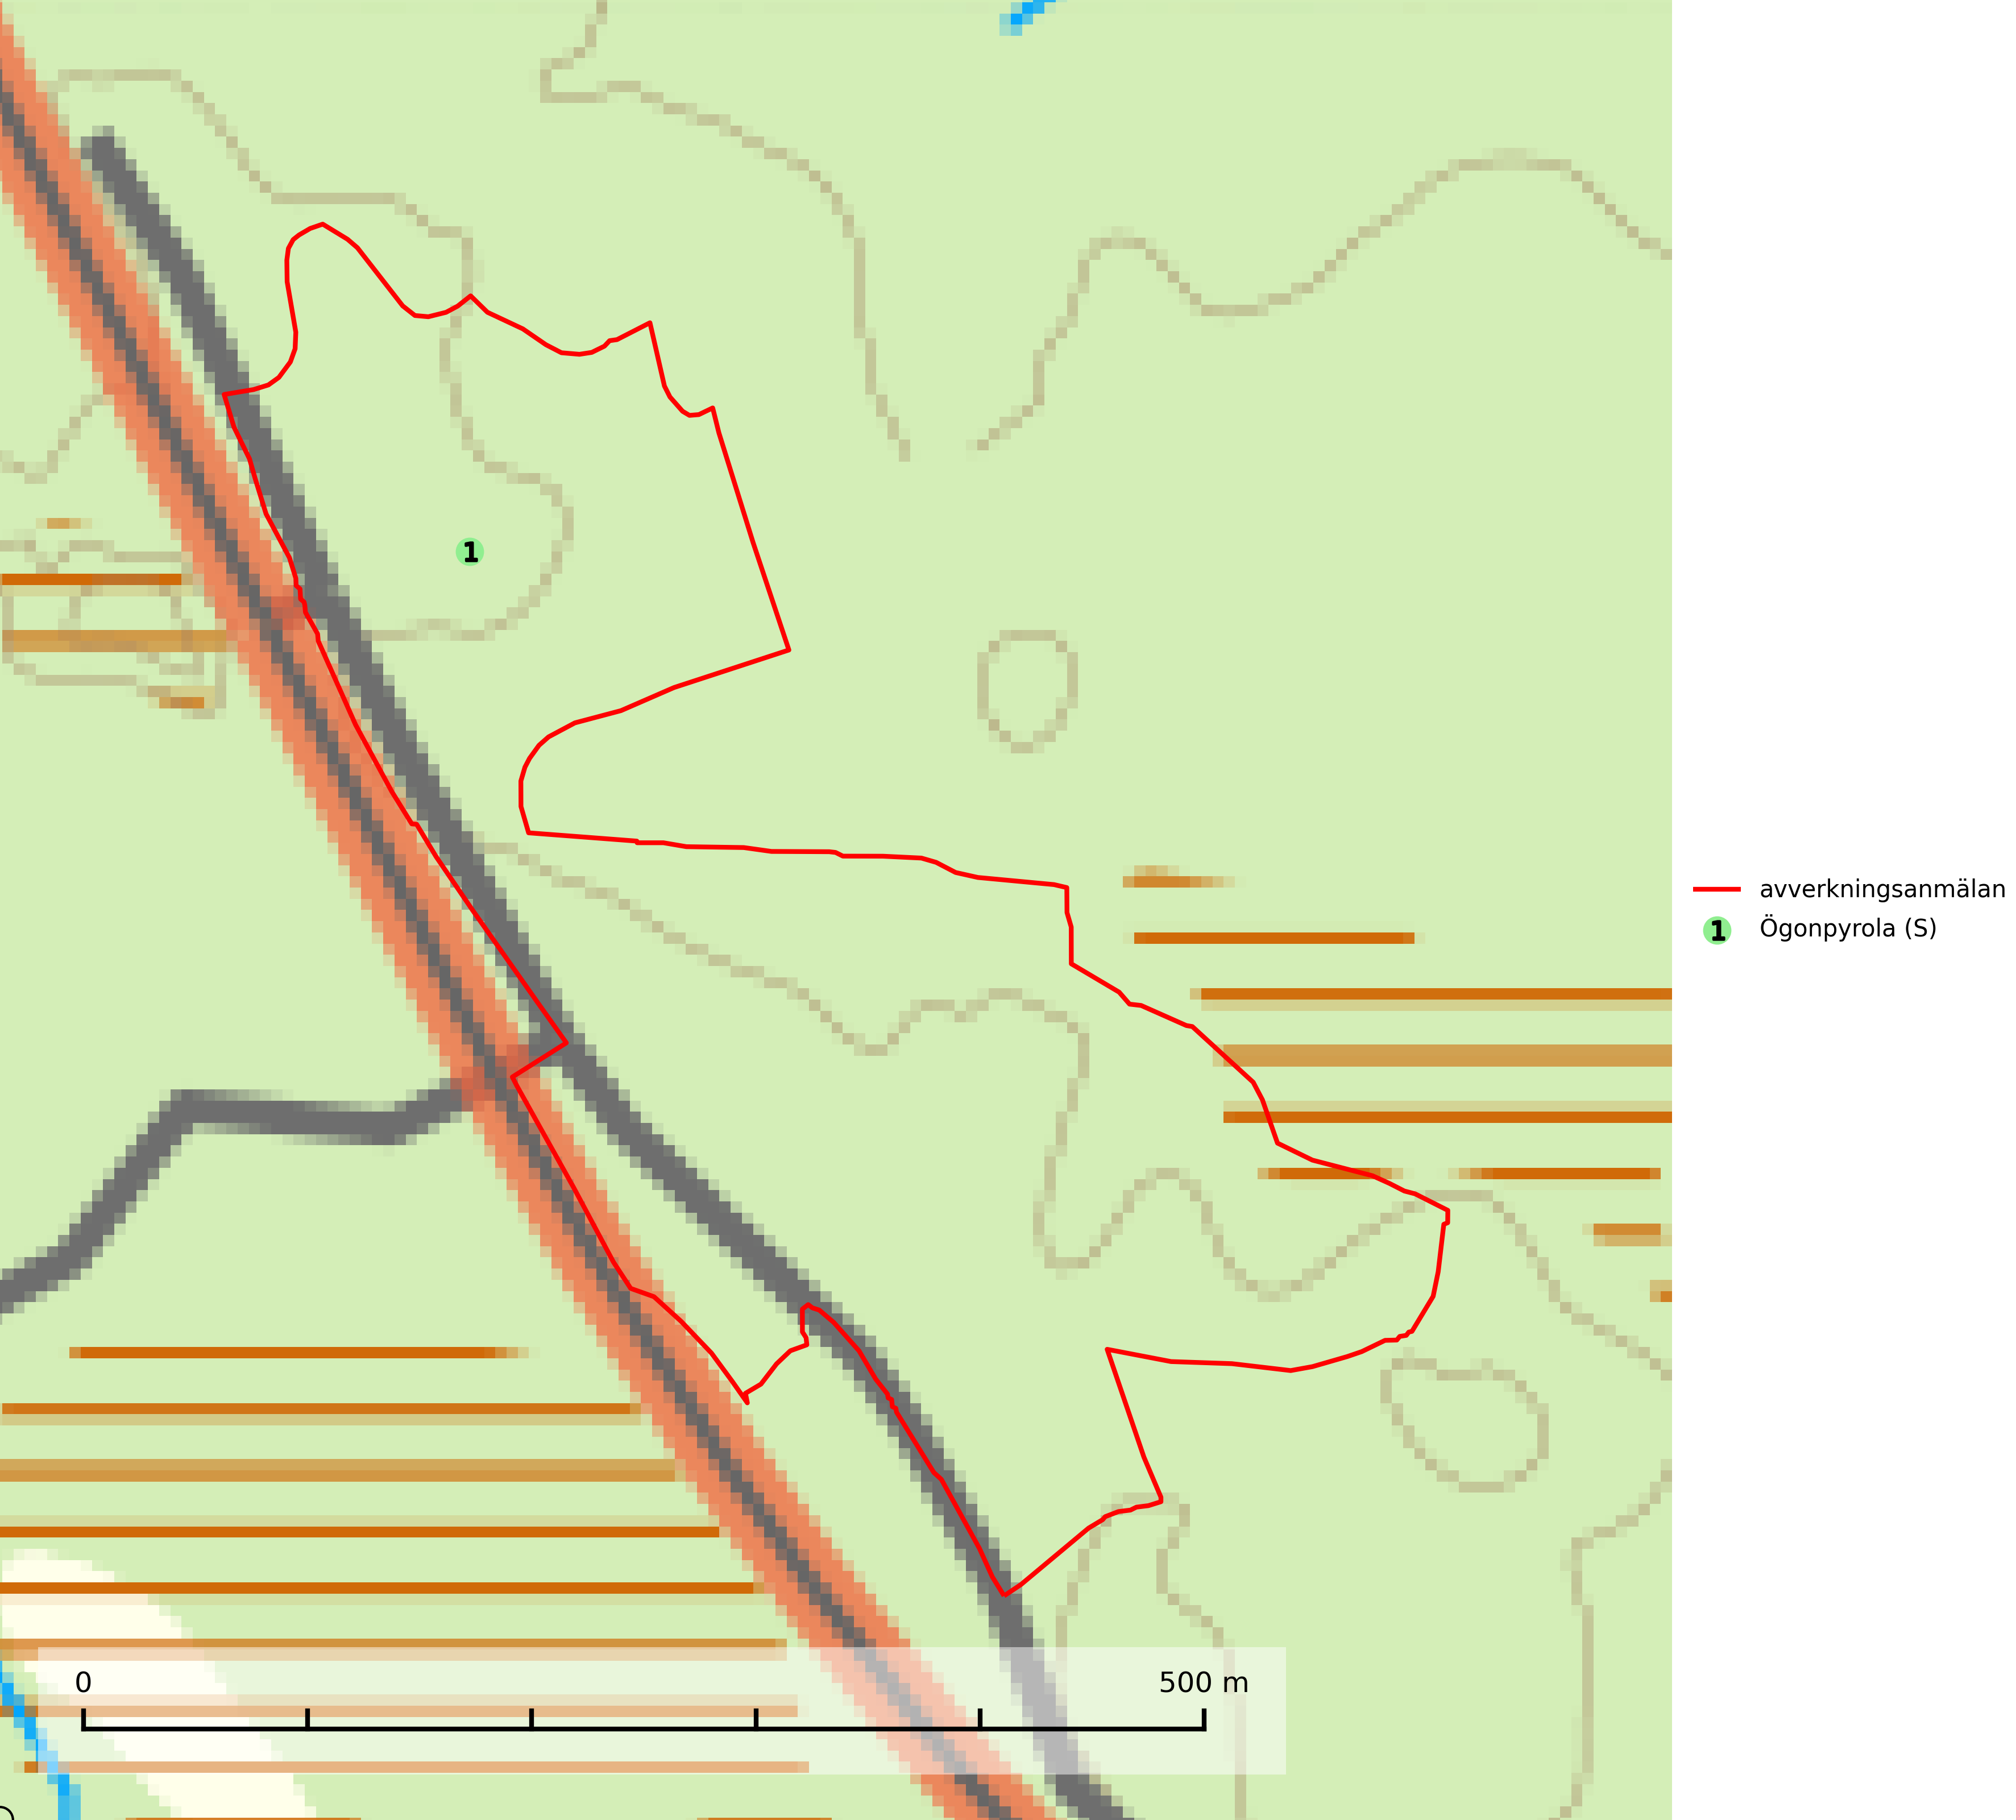 1
avverkningsanmälan
1 Ögonpyrola (S)
0 500 m